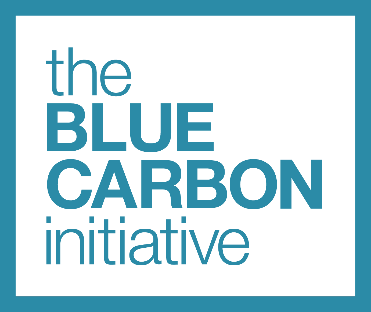 the
BLUE
CARBON
initiative